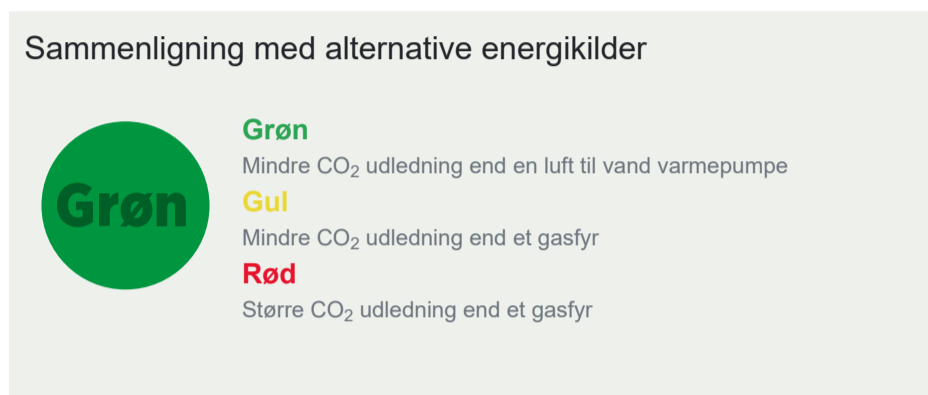 Sammenligning med alternative energikilder
Grøn
Grøn
Mindre CO₂ udledning end en luft til vand varmepumpe
Gul
Mindre CO₂ udledning end et gasfyr
Rød
Større CO₂ udledning end et gasfyr